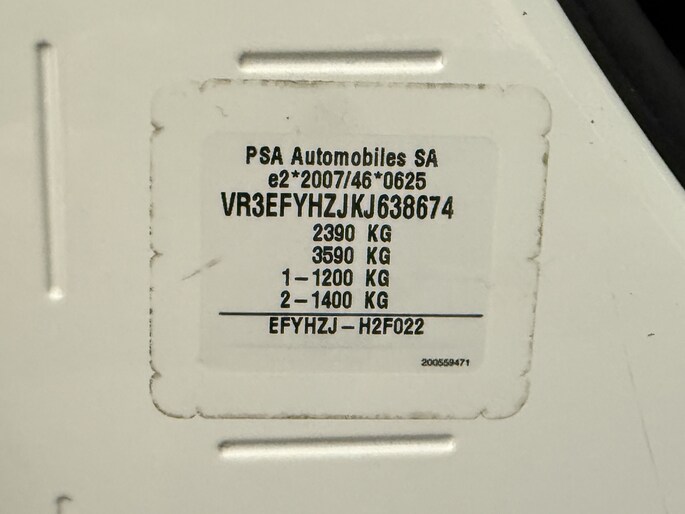 PSA Automobiles SA
e2*2007/46*0625
VR3EFYHZJKJ638674
2390 KG
3590 KG
1-1200 KG
2-1400 KG
EFYHZJ-H2F022
200559471